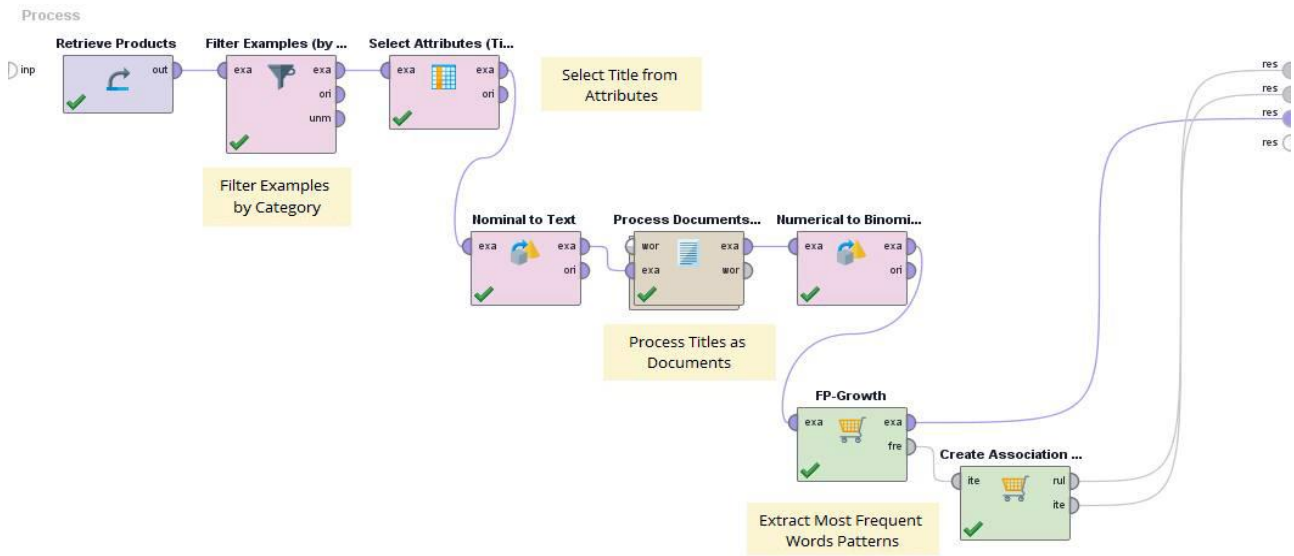 Process
inp
Retrieve Products
out
Filter Examples (by ...
exa
exa
ori
unm
Select Attributes (Ti...
exa
exa
ori
Select Title from
Attributes
res
res
res
res
Filter Examples
by Category
Nominal to Text
exa
exa
ori
Process Documents...
wor
exa
exa
wor
Numerical to Binomi...
exa
exa
ori
Process Titles as
Documents
FP-Growth
exa
exa
fre
Create Association ...
ite
rul
ite
Extract Most Frequent
Words Patterns